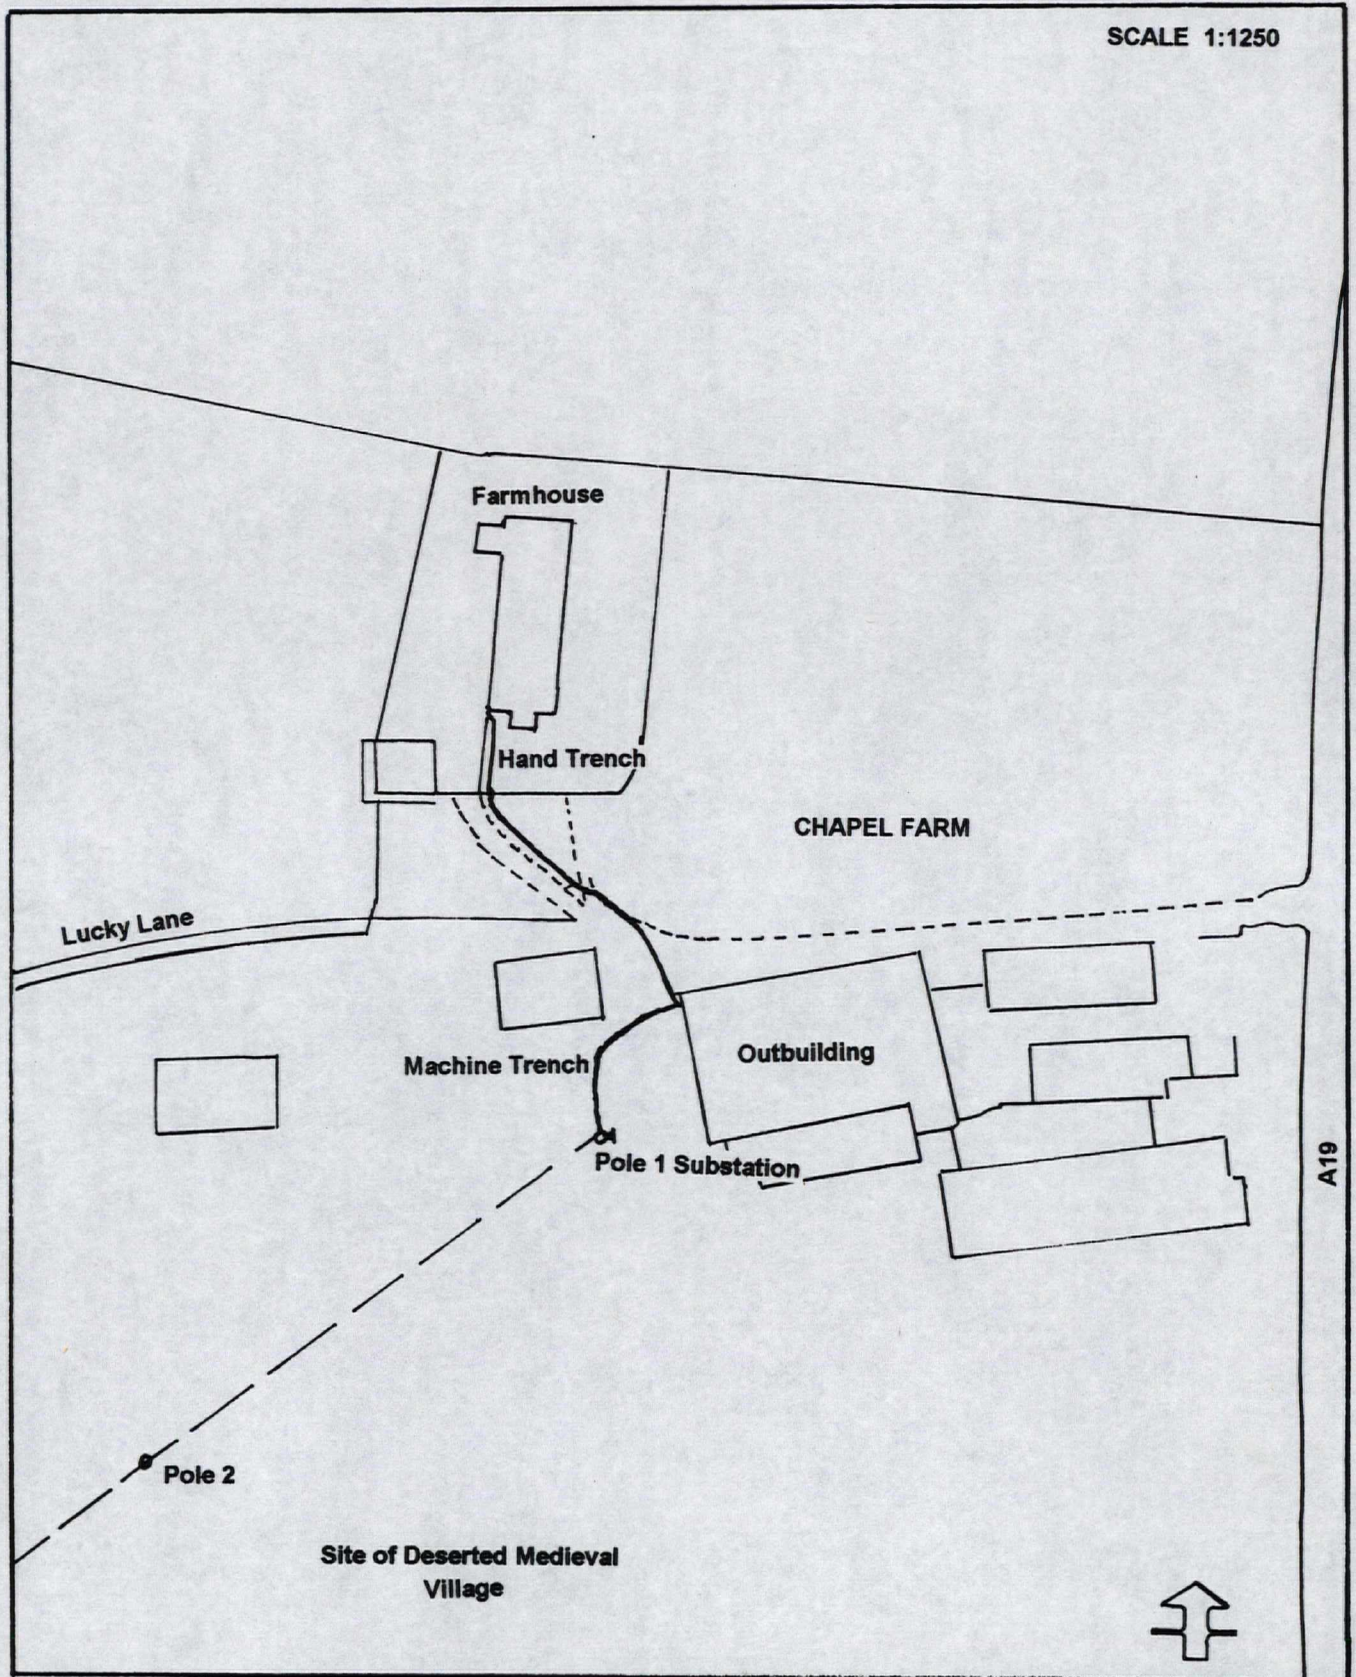 SCALE 1:1250
Farmhouse
Hand Trench
CHAPEL FARM
Lucky Lane
Machine Trench
Outbuilding
Pole 1 Substation
A19
Pole 2
Site of Deserted Medieval
Village